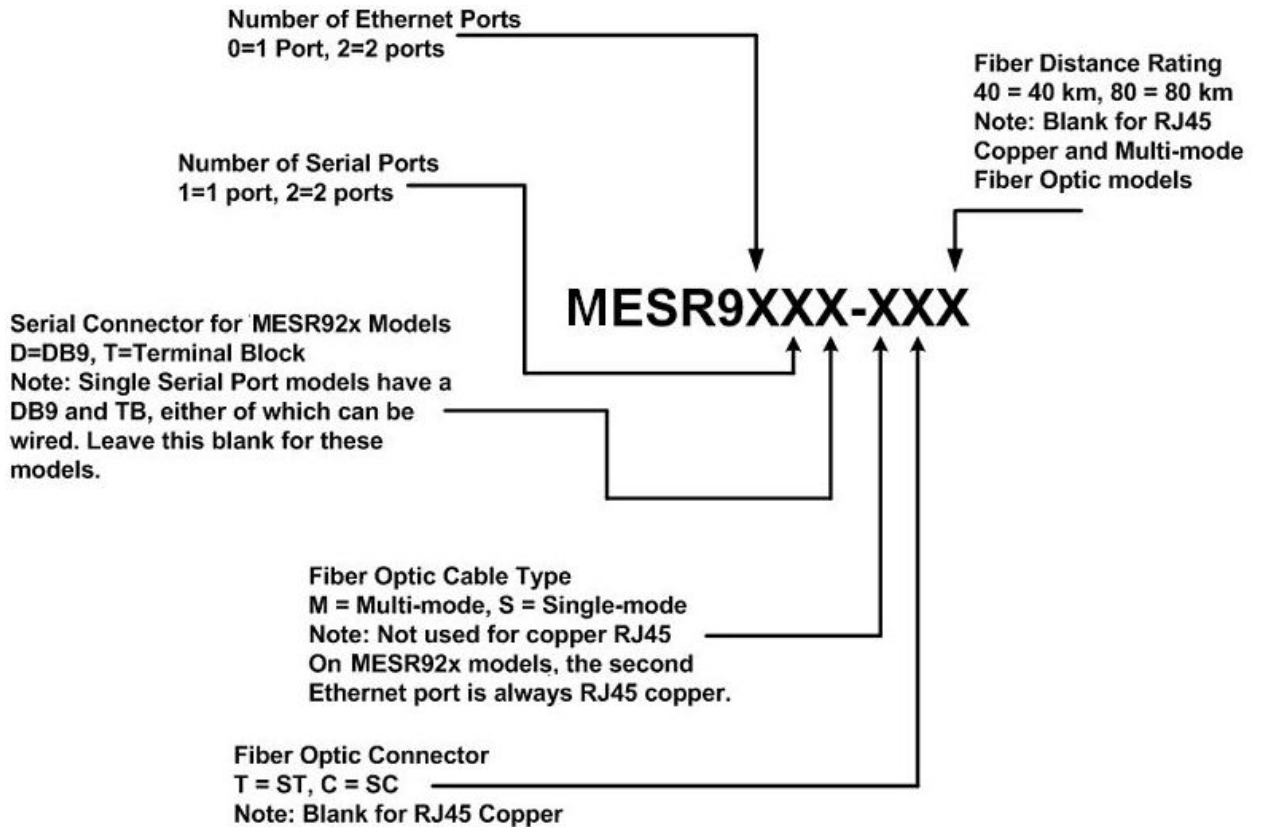 Number of Ethernet Ports
0=1 Port, 2=2 ports
Fiber Distance Rating
40 = 40 km, 80 = 80 km
Note: Blank for RJ45
Copper and Multi-mode
Fiber Optic models
Number of Serial Ports
1=1 port, 2=2 ports
MESR9XXX-XXX
Serial Connector for MESR92x Models
D=DB9, T=Terminal Block
Note: Single Serial Port models have a
DB9 and TB, either of which can be
wired. Leave this blank for these
models.
Fiber Optic Cable Type
M = Multi-mode, S = Single-mode
Note: Not used for copper RJ45
On MESR92x models, the second
Ethernet port is always RJ45 copper.
Fiber Optic Connector
T = ST, C = SC
Note: Blank for RJ45 Copper